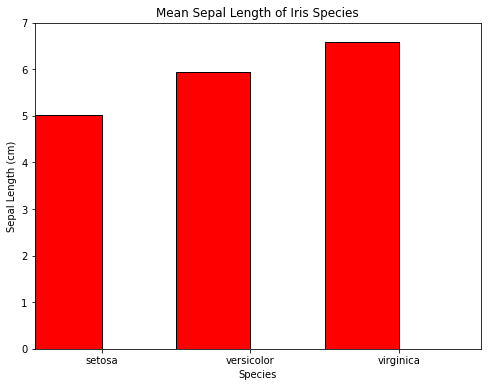 Mean Sepal Length of Iris Species
7
6
5
4
3
2
1
0
Sepal Length (cm)
setosa versicolor virginica
Species